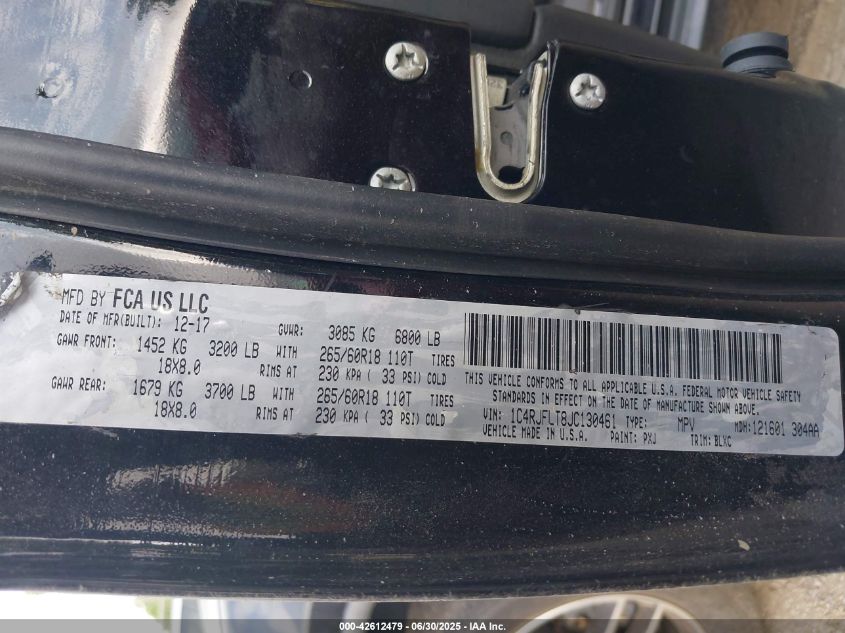 MFD BY FCA US LLC
DATE OF MFR(BUILT): 12-17 GVWR: 3085 KG 6800 LB
GAWR FRONT: 1452 KG 3200 LB WITH 265/60R18 110T TIRES
18X8.0 RIMS AT 230 KPA ( 33 PSI) COLD
GAWR REAR: 1679 KG 3700 LB WITH 265/60R18 110T TIRES
18X8.0 RIMS AT 230 KPA ( 33 PSI) COLD
THIS VEHICLE CONFORMS TO ALL APPLICABLE U.S.A. FEDERAL MOTOR VEHICLE SAFETY
STANDARDS IN EFFECT ON THE DATE OF MANUFACTURE SHOWN ABOVE.
VIN: 1C4RJFLT8JC130461 TYPE: MPV MDH:121601 304AA
VEHICLE MADE IN U.S.A. PAINT: PXJ TRIM: BLXC
000-42612479 - 06/30/2025 - IAA Inc.